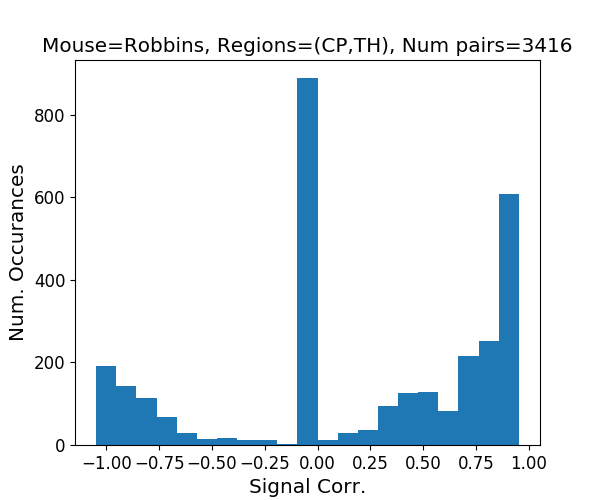 Mouse=Robbins, Regions=(CP,TH), Num pairs=3416
800
600
400
200
0
Num. Occurances
−1.00 −0.75 −0.50 −0.25 0.00 0.25 0.50 0.75 1.00
Signal Corr.